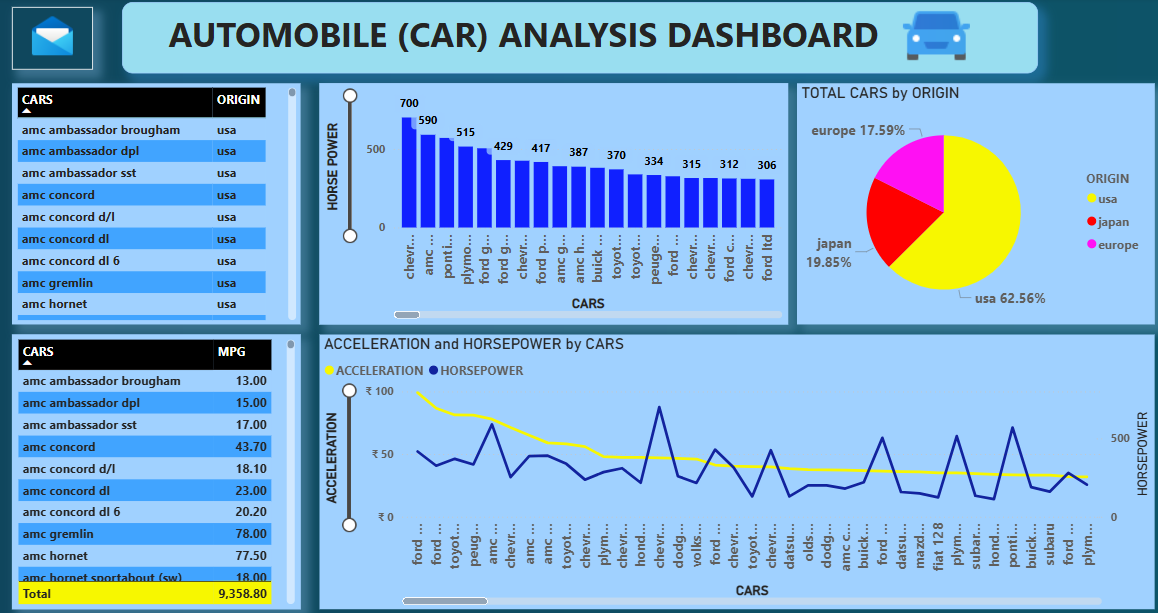 AUTOMOBILE (CAR) ANALYSIS DASHBOARD
CARS ORIGIN
amc ambassador brougham usa
amc ambassador dpl usa
amc ambassador sst usa
amc concord usa
amc concord d/l usa
amc concord dl usa
amc concord dl 6 usa
amc gremlin usa
amc hornet usa
HORSE POWER
500
0
700
590
515
429
417
387
370
334
315
312
306
chevr...
amc ...
ponti...
plymo...
ford g...
ford g...
chevr...
ford p...
amc g...
amc h...
buick ...
toyot...
toyot...
peuge...
ford ...
chevr...
chevr...
ford c...
chevr...
ford ltd
CARS
TOTAL CARS by ORIGIN
europe 17.59%
japan
19.85%
usa 62.56%
ORIGIN
usa
japan
europe
CARS MPG
amc ambassador brougham 13.00
amc ambassador dpl 15.00
amc ambassador sst 17.00
amc concord 43.70
amc concord d/l 18.10
amc concord dl 23.00
amc concord dl 6 20.20
amc gremlin 78.00
amc hornet 77.50
amc hornet sportabout (sw) 18.00
Total 9,358.80
ACCELERATION and HORSEPOWER by CARS
ACCELERATION HORSEPOWER
ACCELERATION
₹ 100
₹ 50
₹ 0
HORSEPOWER
500
0
ford ...
ford ...
toyot...
peug...
amc ...
chevr...
amc ...
amc ...
toyot...
chevr...
plym...
chevr...
hond...
chevr...
dodg...
volks...
ford ...
chevr...
toyot...
chevr...
datsu...
olds...
dodg...
amc c...
buick...
ford ...
datsu...
mazd...
fiat 128
plym...
subar...
hond...
ponti...
chevr...
subaru
ford ...
plym...
CARS